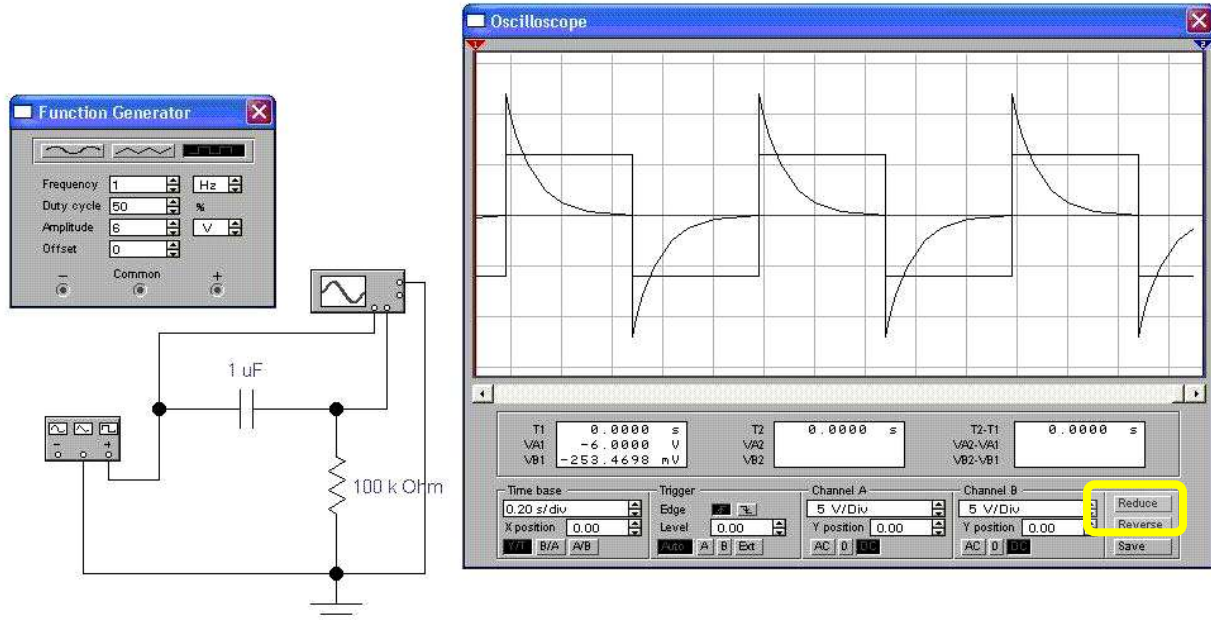 Function Generator
Frequency 1 Hz
Duty cycle 50 %
Amplitude 6 V
Offset 0
− Common +
1 uF
− +
100 k Ohm
Oscilloscope
1 2
T1 0.0000 s T2 0.0000 s T2-T1 0.0000 s
VA1 -6.0000 V VA2 VA2-VA1
VB1 -253.4698 mV VB2 VB2-VB1
Time base Trigger Channel A Channel B Reduce
0.20 s/div Edge 5 V/Div 5 V/Div
X position 0.00 Level 0.00 Y position 0.00 Y position 0.00 Reverse
Y/T B/A A/B Auto A B Ext AC 0 DC AC 0 DC Save